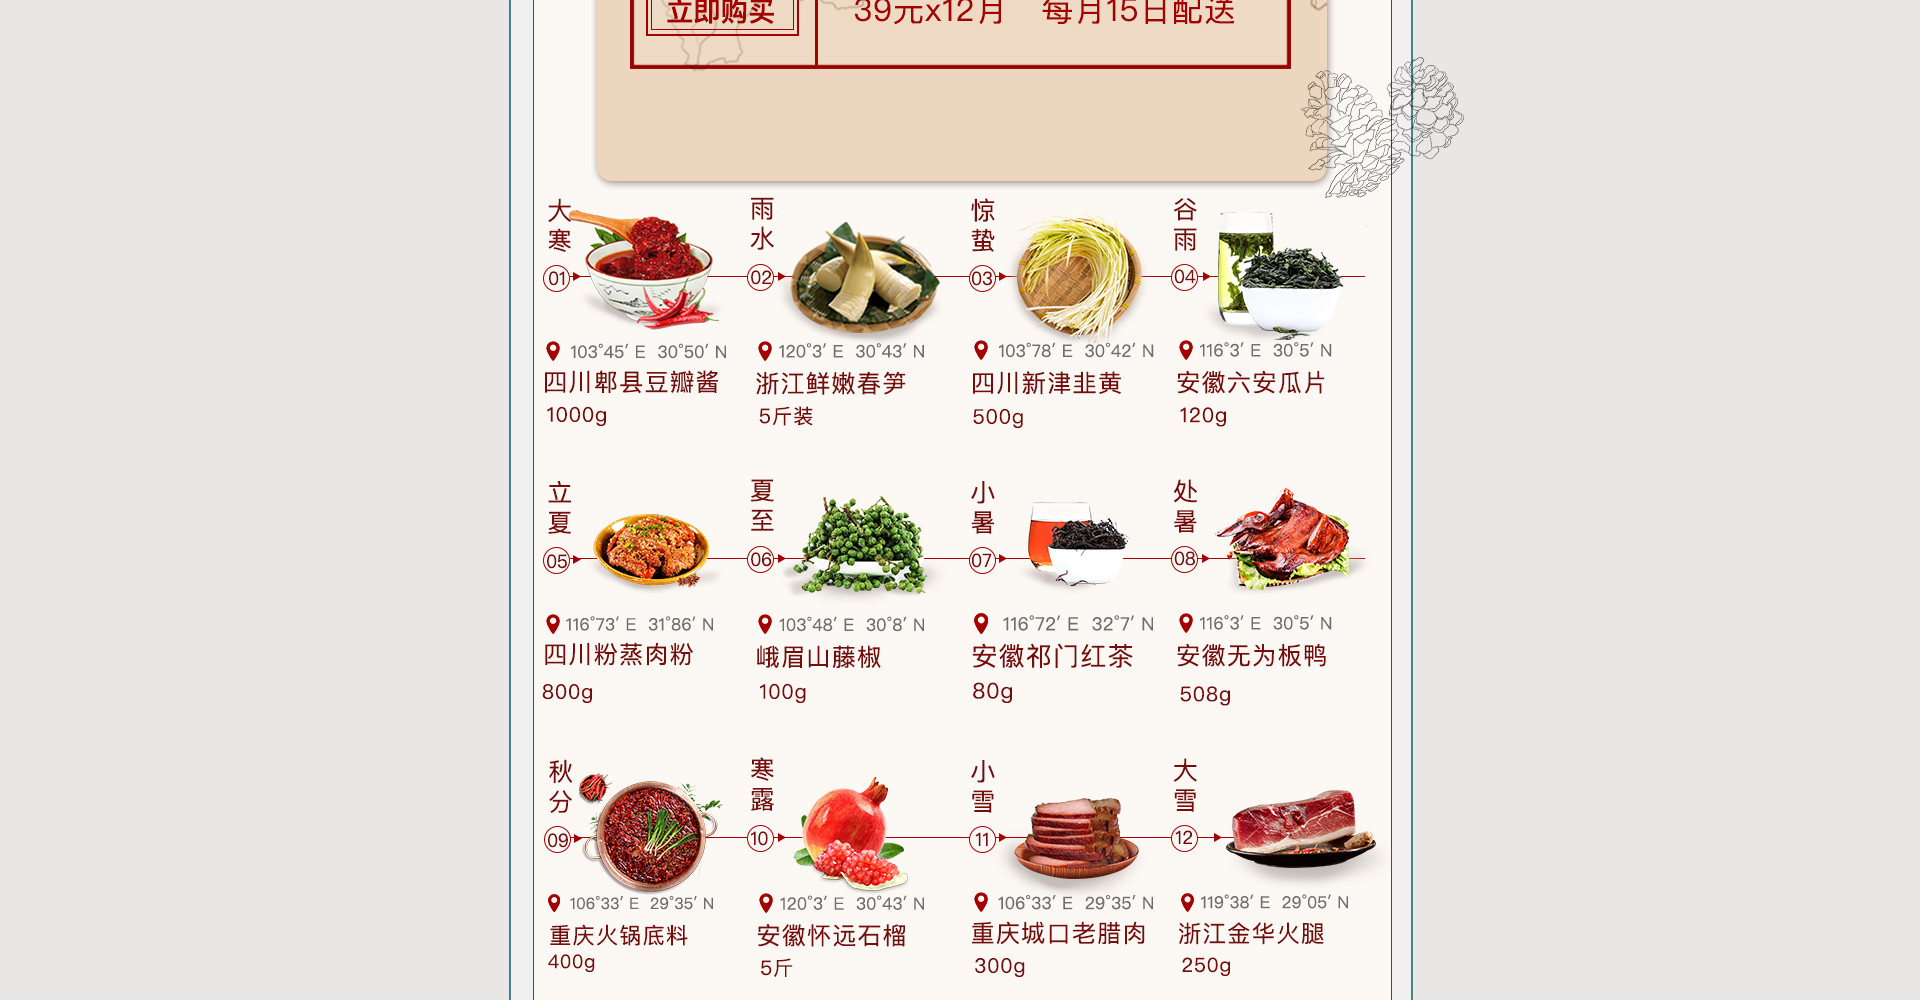 立即购买
39元x12月 每月15日配送
大寒
雨水
惊蛰
谷雨
01
02
03
04
103°45′ E 30°50′ N
120°3′ E 30°43′ N
103°78′ E 30°42′ N
116°3′ E 30°5′ N
四川郫县豆瓣酱
浙江鲜嫩春笋
四川新津韭黄
安徽六安瓜片
1000g
5斤装
500g
120g
立夏
夏至
小暑
处暑
05
06
07
08
116°73′ E 31°86′ N
103°48′ E 30°8′ N
116°72′ E 32°7′ N
116°3′ E 30°5′ N
四川粉蒸肉粉
峨眉山藤椒
安徽祁门红茶
安徽无为板鸭
800g
100g
80g
508g
秋分
寒露
小雪
大雪
09
10
11
12
106°33′ E 29°35′ N
120°3′ E 30°43′ N
106°33′ E 29°35′ N
119°38′ E 29°05′ N
重庆火锅底料
安徽怀远石榴
重庆城口老腊肉
浙江金华火腿
400g
5斤
300g
250g